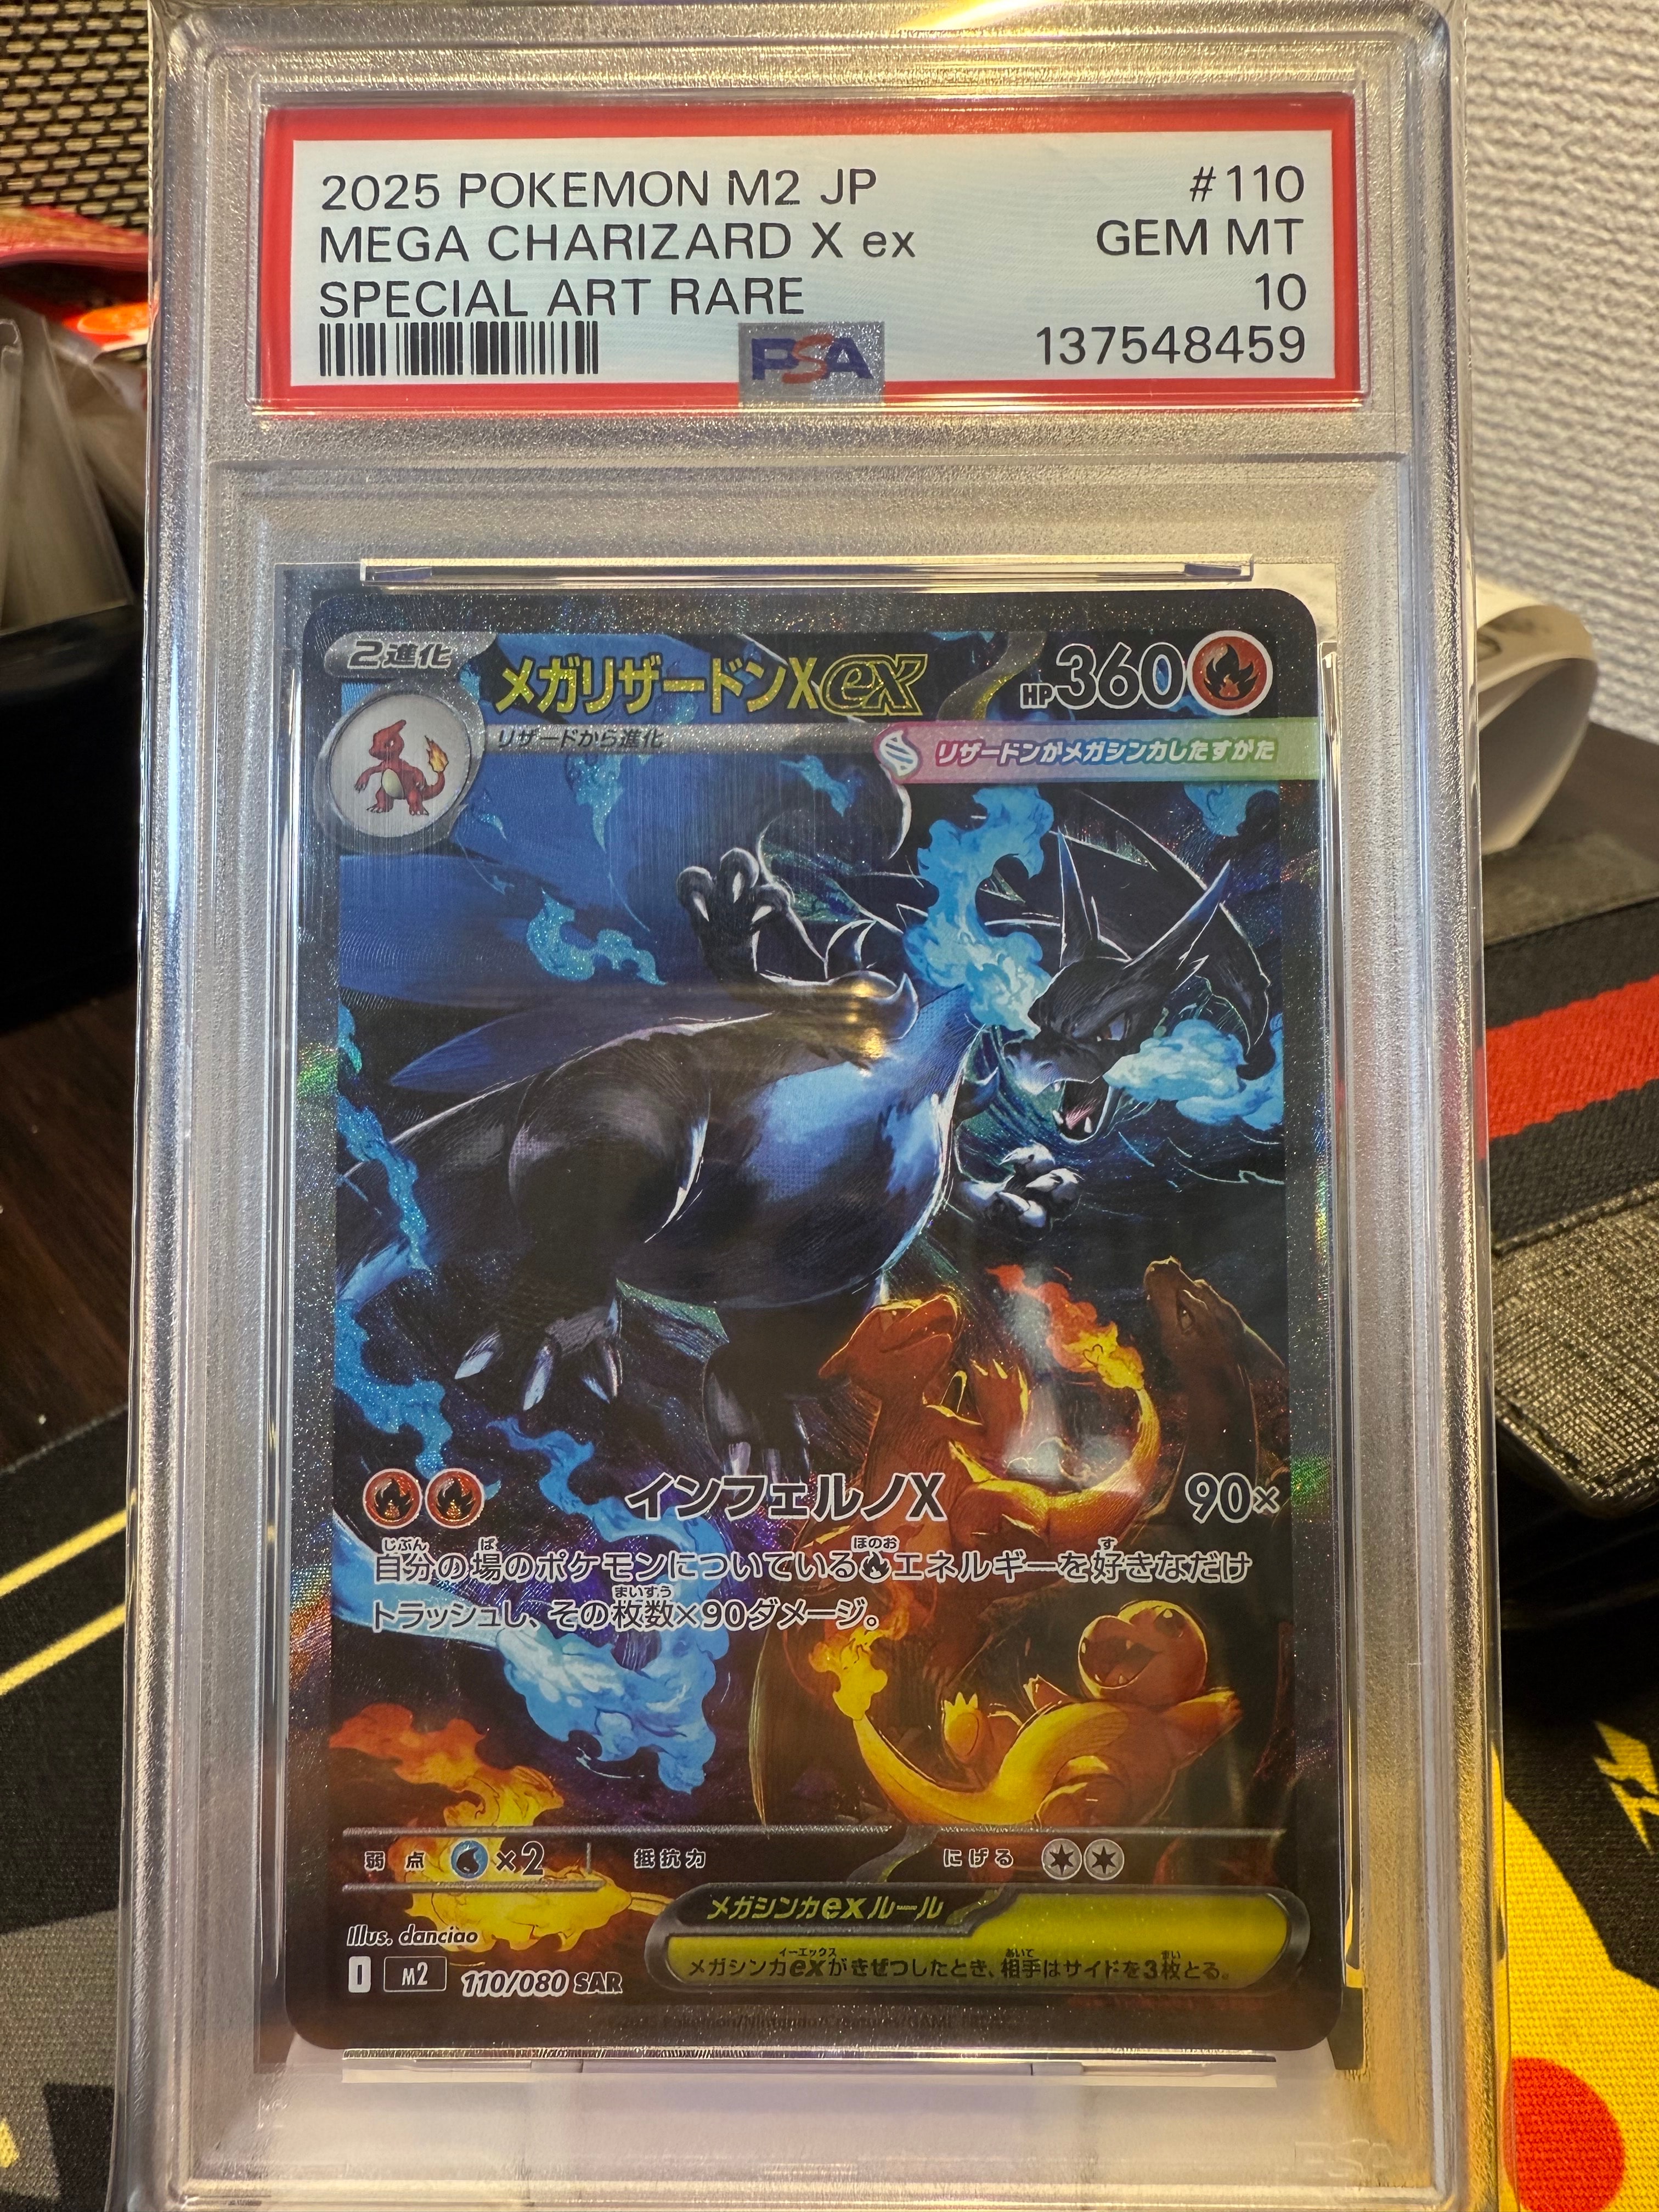 2025 POKEMON M2 JP #110
MEGA CHARIZARD X ex GEM MT
SPECIAL ART RARE 10
PSA 137548459
2進化 メガリザードンXex HP360
リザードから進化
リザードンがメガシンカしたすがた
インフェルノX 90×
自分の場のポケモンについているエネルギーを好きなだけ
トラッシュし、その枚数×90ダメージ。
弱点 ×2 抵抗力 にげる
メガシンカexルール
メガシンカexがきぜつしたとき、相手はサイドを3枚とる。
Illus. danciao
I M2 110/080 SAR